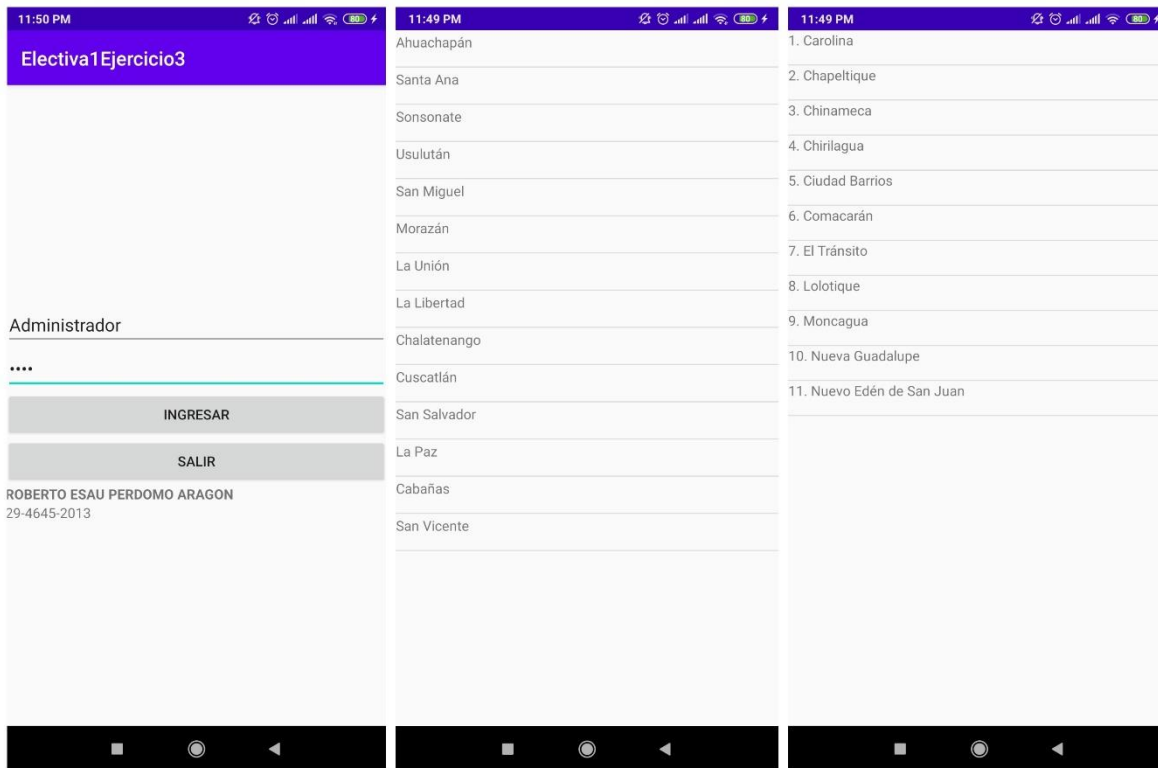 11:50 PM
80
Electiva1Ejercicio3
Administrador
••••
INGRESAR
SALIR
ROBERTO ESAU PERDOMO ARAGON
29-4645-2013
11:49 PM
80
Ahuachapán
Santa Ana
Sonsonate
Usulután
San Miguel
Morazán
La Unión
La Libertad
Chalatenango
Cuscatlán
San Salvador
La Paz
Cabañas
San Vicente
11:49 PM
80
1. Carolina
2. Chapeltique
3. Chinameca
4. Chirilagua
5. Ciudad Barrios
6. Comacarán
7. El Tránsito
8. Lolotique
9. Moncagua
10. Nueva Guadalupe
11. Nuevo Edén de San Juan